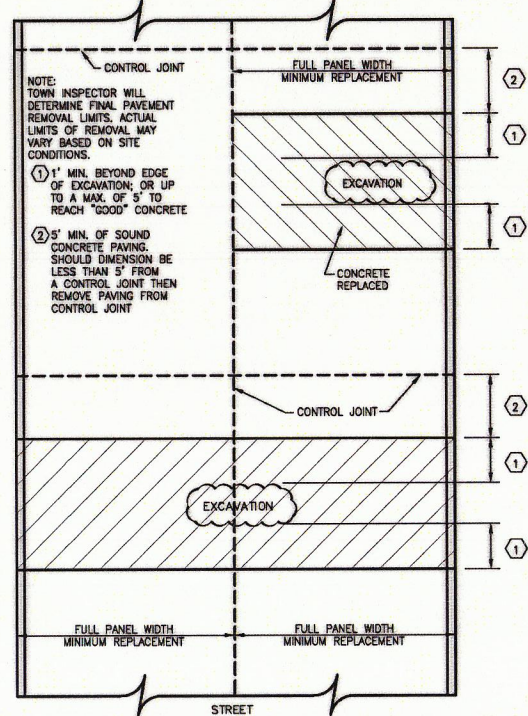 CONTROL JOINT
FULL PANEL WIDTH
MINIMUM REPLACEMENT
NOTE:
TOWN INSPECTOR WILL
DETERMINE FINAL PAVEMENT
REMOVAL LIMITS. ACTUAL
LIMITS OF REMOVAL MAY
VARY BASED ON SITE
CONDITIONS.
1 1' MIN. BEYOND EDGE
OF EXCAVATION; OR UP
TO A MAX. OF 5' TO
REACH "GOOD" CONCRETE
2 5' MIN. OF SOUND
CONCRETE PAVING.
SHOULD DIMENSION BE
LESS THAN 5' FROM
A CONTROL JOINT THEN
REMOVE PAVING FROM
CONTROL JOINT
2
1
EXCAVATION
1
CONCRETE
REPLACED
CONTROL JOINT
2
1
EXCAVATION
1
FULL PANEL WIDTH
MINIMUM REPLACEMENT
FULL PANEL WIDTH
MINIMUM REPLACEMENT
STREET